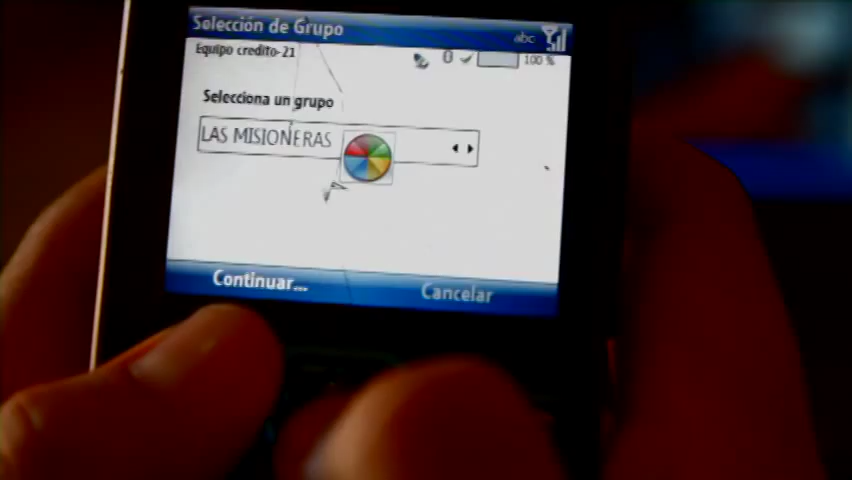 Selección de Grupo
abc
Equipo credito-21
0
100 %
Selecciona un grupo
LAS MISIONERAS
Continuar...
Cancelar